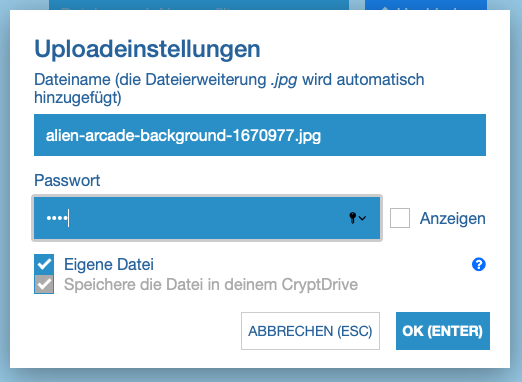 Uploadeinstellungen
Dateiname (die Dateierweiterung .jpg wird automatisch
hinzugefügt)
alien-arcade-background-1670977.jpg
Passwort
••••
Anzeigen
Eigene Datei
?
Speichere die Datei in deinem CryptDrive
ABBRECHEN (ESC)
OK (ENTER)